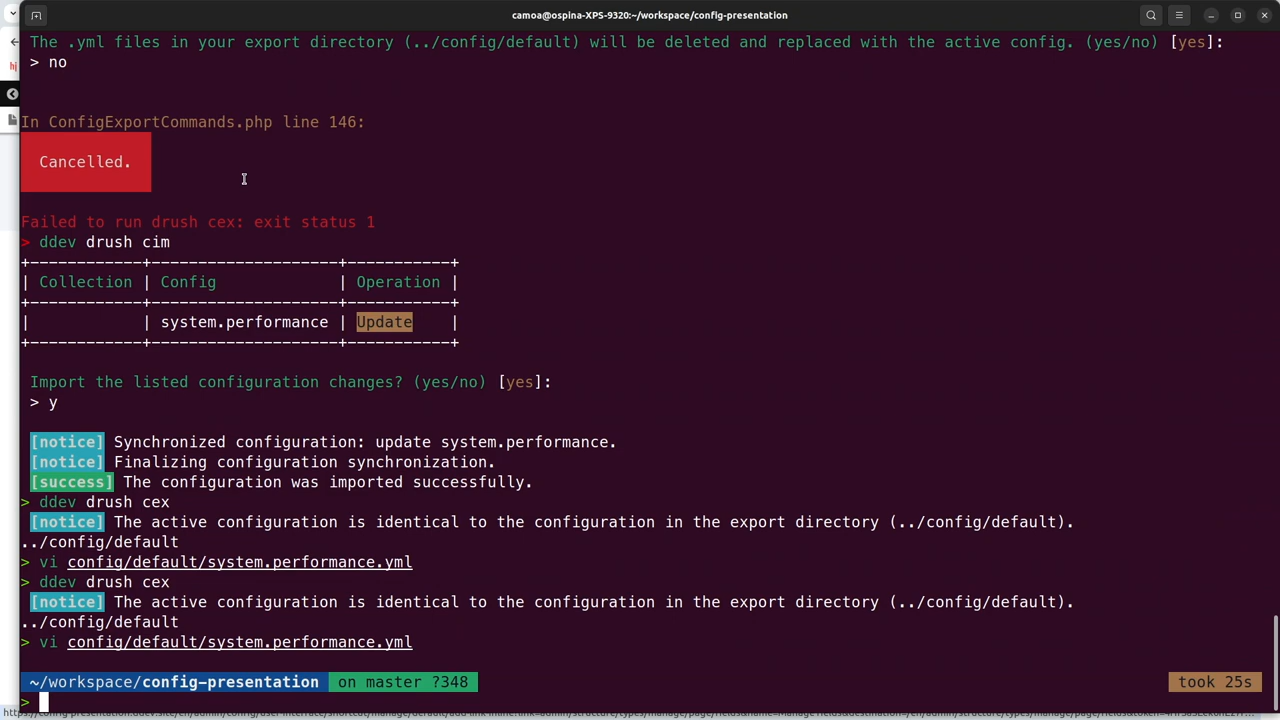 camoa@ospina-XPS-9320:~/workspace/config-presentation
The .yml files in your export directory (../config/default) will be deleted and replaced with the active config. (yes/no) [yes]:
> no
In ConfigExportCommands.php line 146:
Cancelled.
Failed to run drush cex: exit status 1
> ddev drush cim
+------------+--------------------+-----------+
| Collection | Config | Operation |
+------------+--------------------+-----------+
| | system.performance | Update |
+------------+--------------------+-----------+
Import the listed configuration changes? (yes/no) [yes]:
> y
[notice] Synchronized configuration: update system.performance.
[notice] Finalizing configuration synchronization.
[success] The configuration was imported successfully.
> ddev drush cex
[notice] The active configuration is identical to the configuration in the export directory (../config/default).
../config/default
> vi config/default/system.performance.yml
> ddev drush cex
[notice] The active configuration is identical to the configuration in the export directory (../config/default).
../config/default
> vi config/default/system.performance.yml
~/workspace/config-presentation on master ?348 took 25s
>